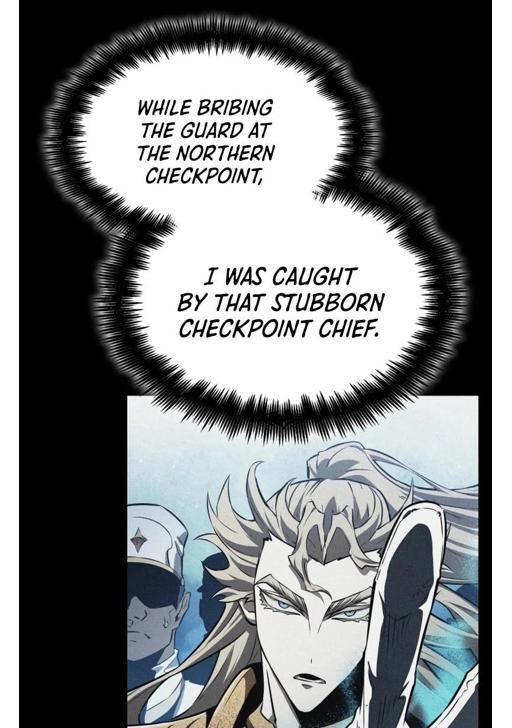 WHILE BRIBING
THE GUARD AT
THE NORTHERN
CHECKPOINT,
I WAS CAUGHT
BY THAT STUBBORN
CHECKPOINT CHIEF.